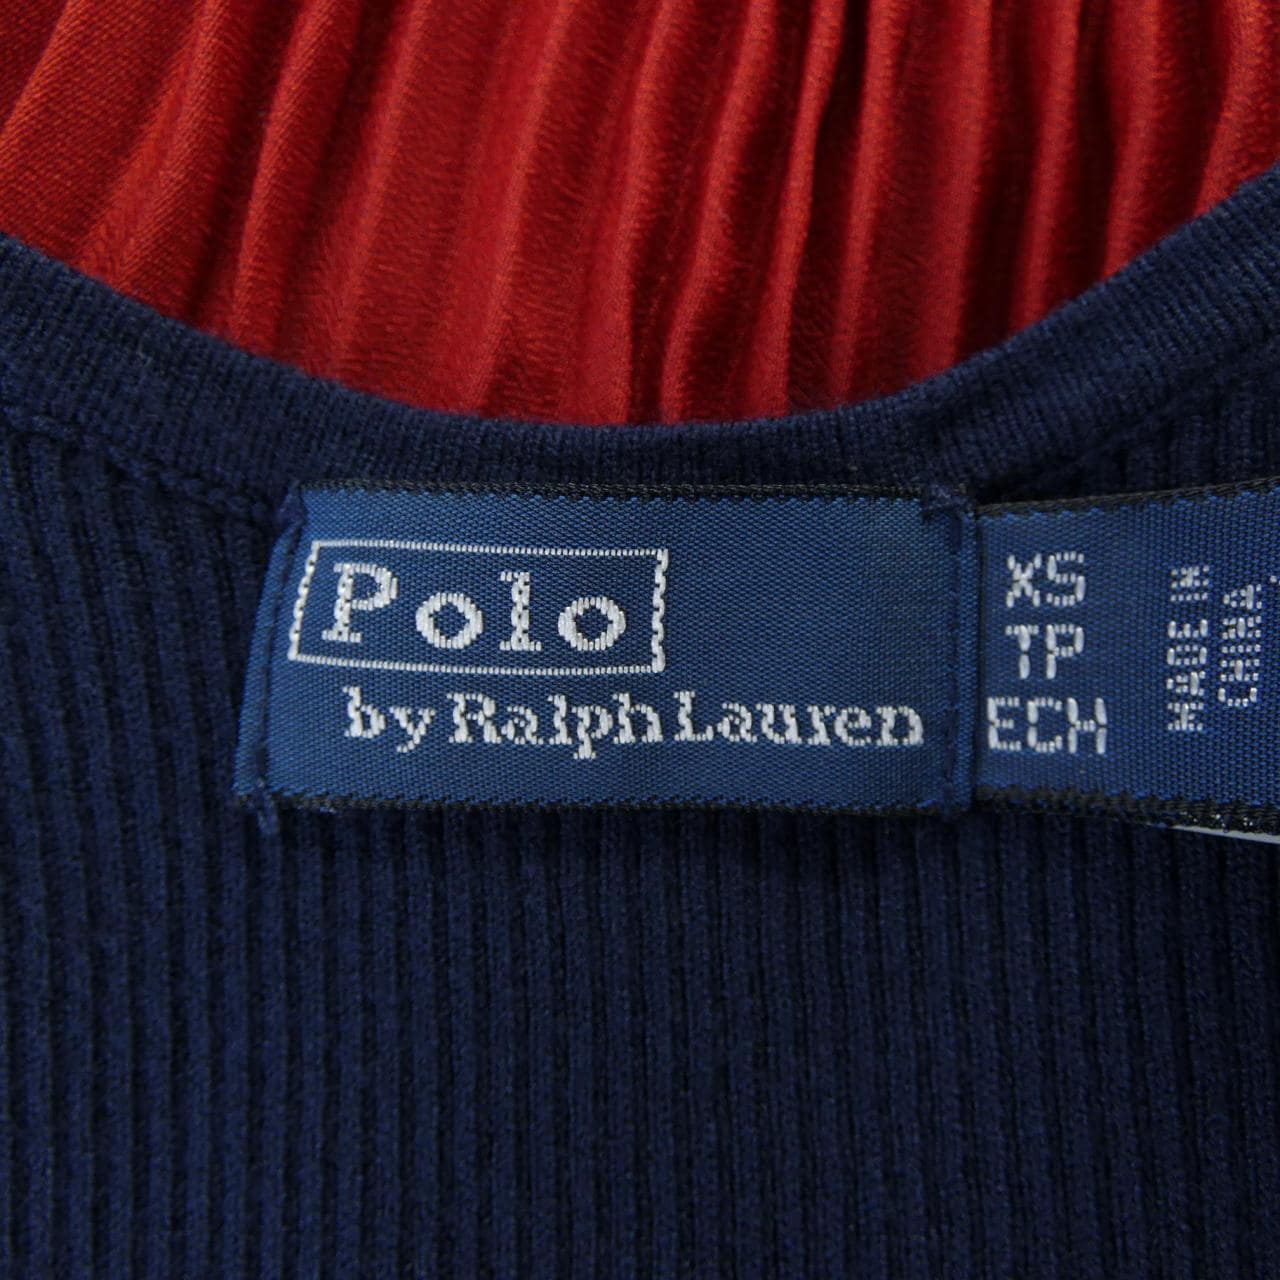 Polo
by Ralph Lauren
XS
TP
ECH
MADE IN
CHINA